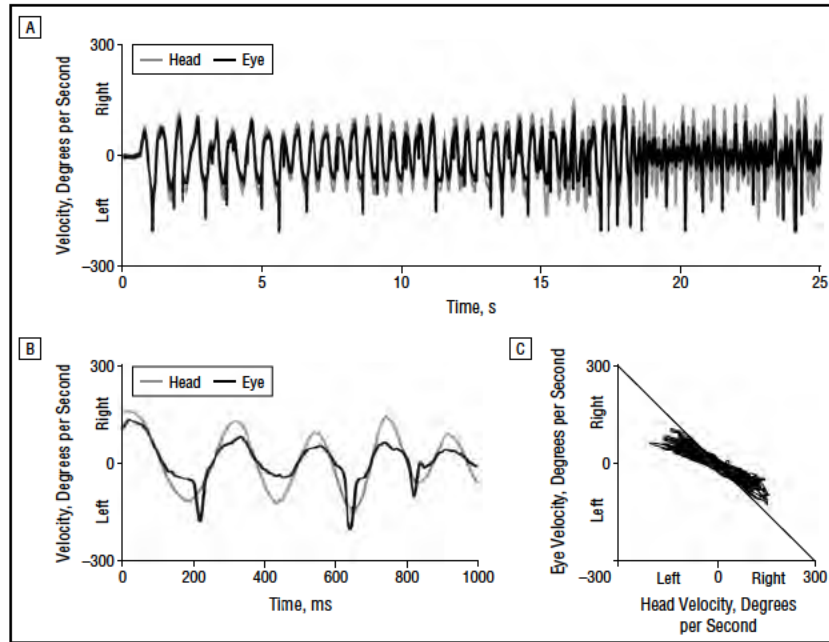 A
300
Head Eye
Velocity, Degrees per Second
Right
0
Left
−300
0 5 10 15 20 25
Time, s
B
300
Head Eye
Velocity, Degrees per Second
Right
0
Left
−300
0 200 400 600 800 1000
Time, ms
C
300
Eye Velocity, Degrees per Second
Right
0
Left
−300
Left 0 Right 300
Head Velocity, Degrees
per Second